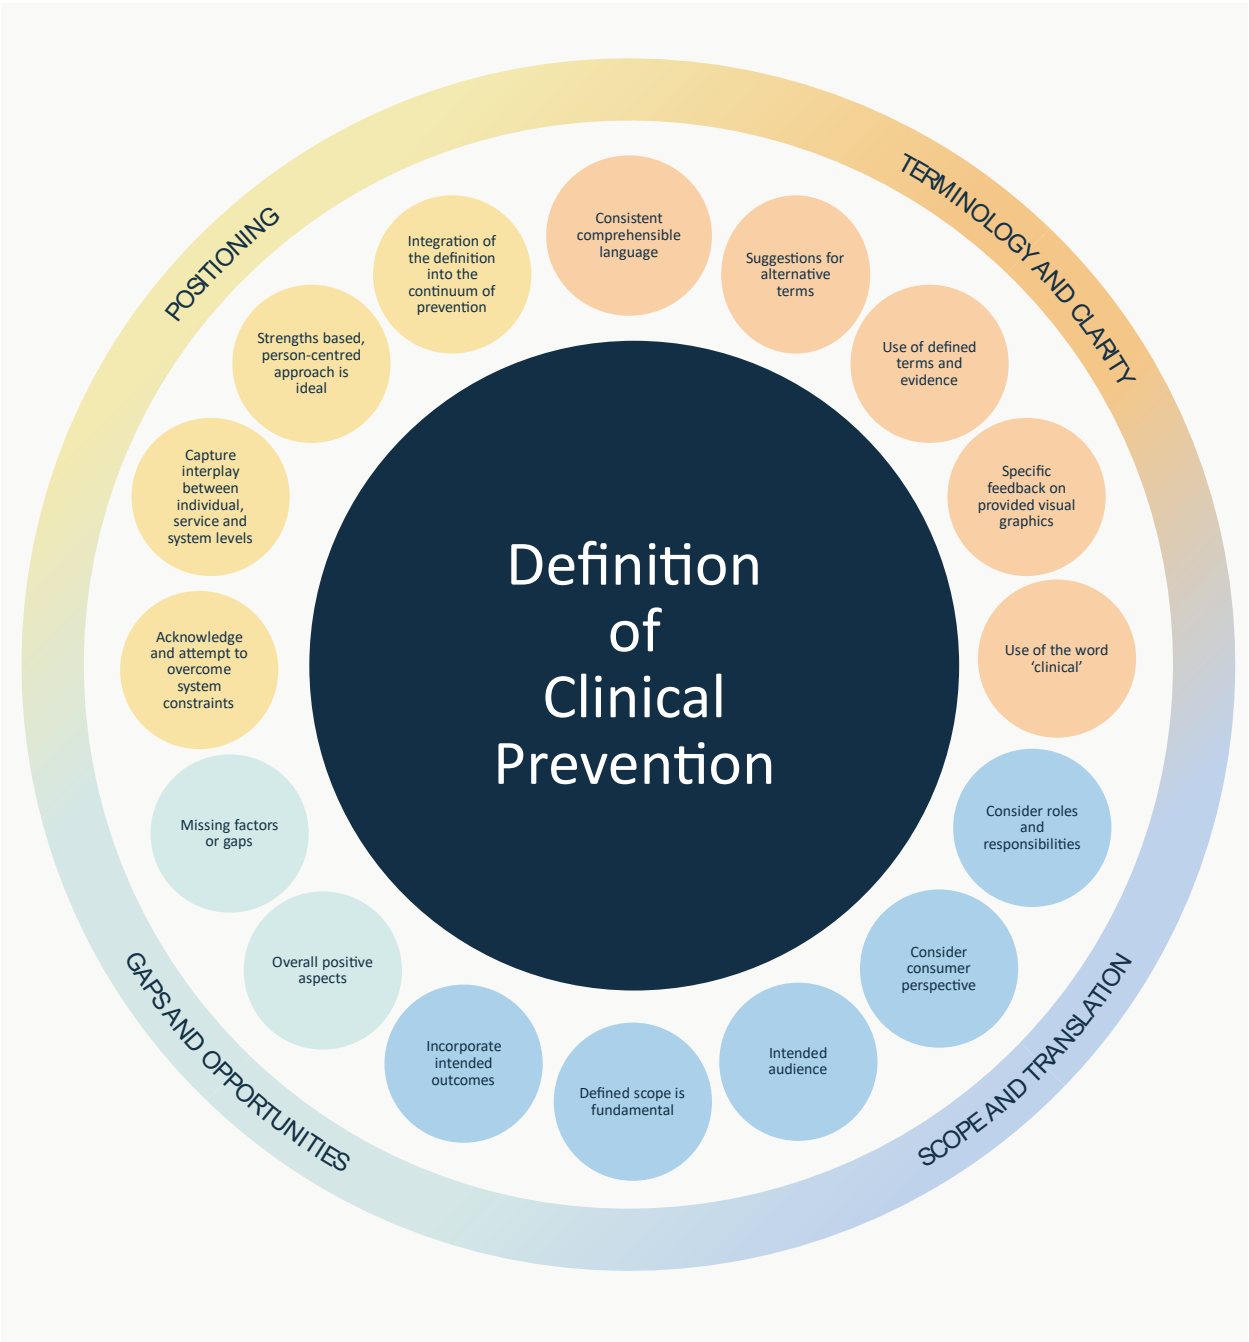 POSITIONING
TERMINOLOGY AND CLARITY
Consistent
comprehensible
language
Suggestions for
alternative
terms
Use of defined
terms and
evidence
Specific
feedback on
provided visual
graphics
Use of the word
‘clinical’
Consider roles
and
responsibilities
Consider
consumer
perspective
Intended
audience
Defined scope is
fundamental
Incorporate
intended
outcomes
Overall positive
aspects
Missing factors
or gaps
Acknowledge
and attempt to
overcome
system
constraints
Capture
interplay
between
individual,
service and
system levels
Strengths based,
person-centred
approach is
ideal
Integration of
the definition
into the
continuum of
prevention
Definition
of
Clinical
Prevention
GAPS AND OPPORTUNITIES
SCOPE AND TRANSLATION